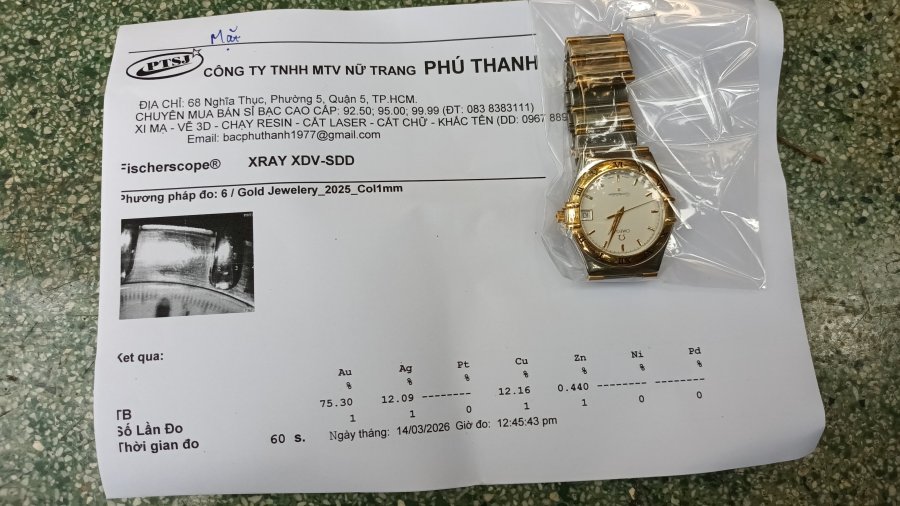 Mặt
PTSJ
CÔNG TY TNHH MTV NỮ TRANG PHÚ THANH
ĐỊA CHỈ: 68 Nghĩa Thục, Phường 5, Quận 5, TP.HCM.
CHUYÊN MUA BÁN SỈ BẠC CAO CẤP: 92.50; 95.00; 99.99 (ĐT: 083 8383111)
XI MẠ - VẼ 3D - CHẠY RESIN - CẮT LASER - CẮT CHỮ - KHẮC TÊN (DD: 0967 889
Email: bacphuthanh1977@gmail.com
Fischerscope® XRAY XDV-SDD
Phương pháp đo: 6 / Gold Jewelery_2025_Col1mm
OMEGA
Ket qua:
Au Ag Pt Cu Zn Ni Pd
% % % % % % %
TB 75.30 12.09 -------- 12.16 0.440 -------- --------
Số Lần Đo 1 1 0 1 1 0 0
Thời gian đo 60 s. Ngày tháng: 14/03/2026 Giờ đo: 12:45:43 pm